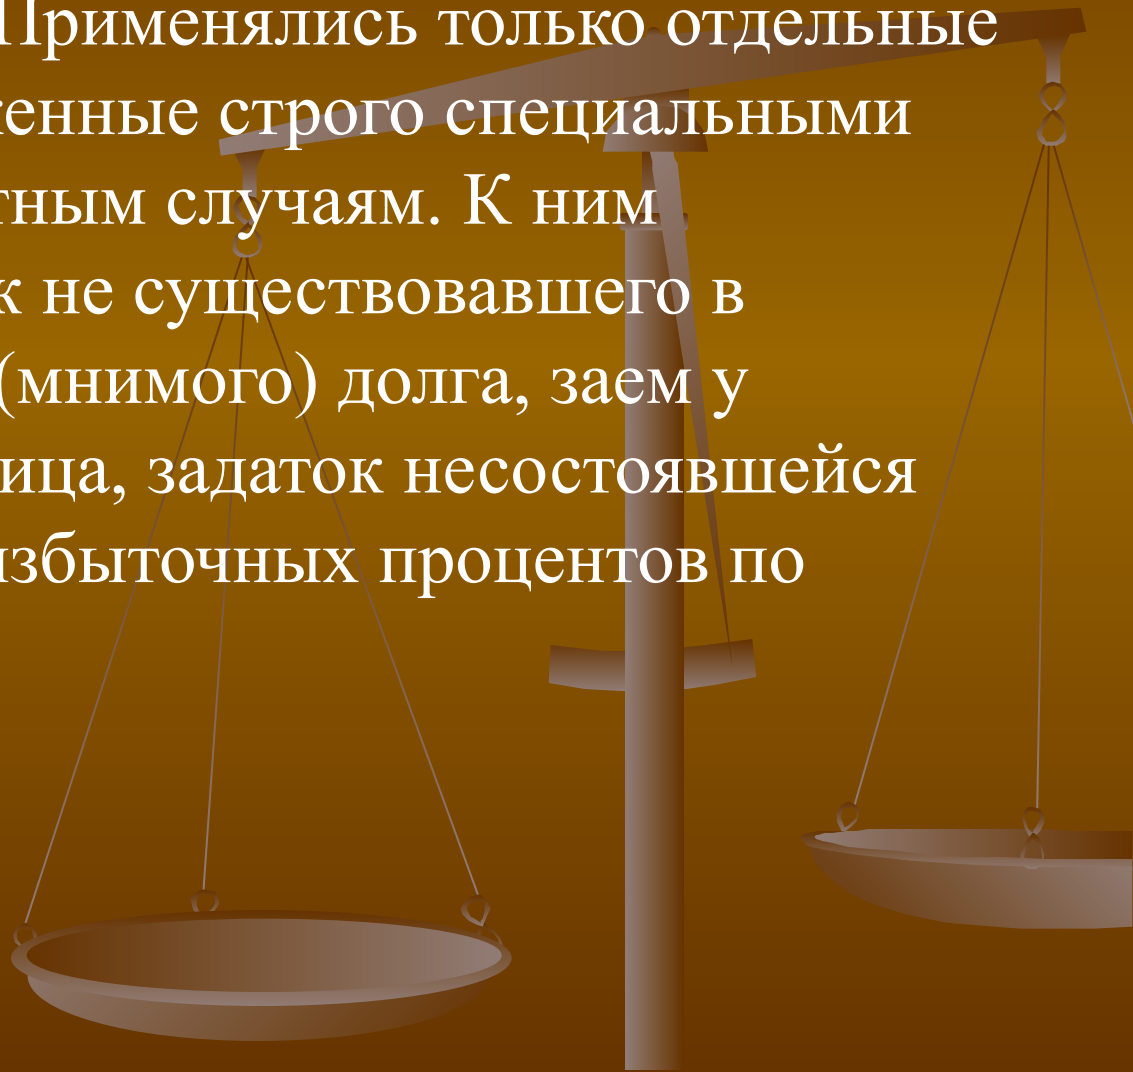 Применялись только отдельные
енные строго специальными
тным случаям. К ним
к не существовавшего в
(мнимого) долга, заем у
ица, задаток несостоявшейся
избыточных процентов по